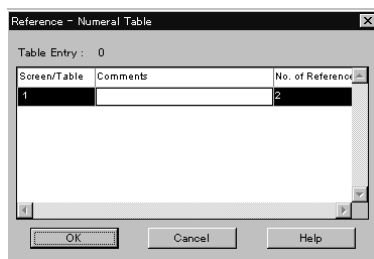 Reference - Numeral Table
Table Entry : 0
Screen/Table Comments No. of Reference
1 2
OK Cancel Help